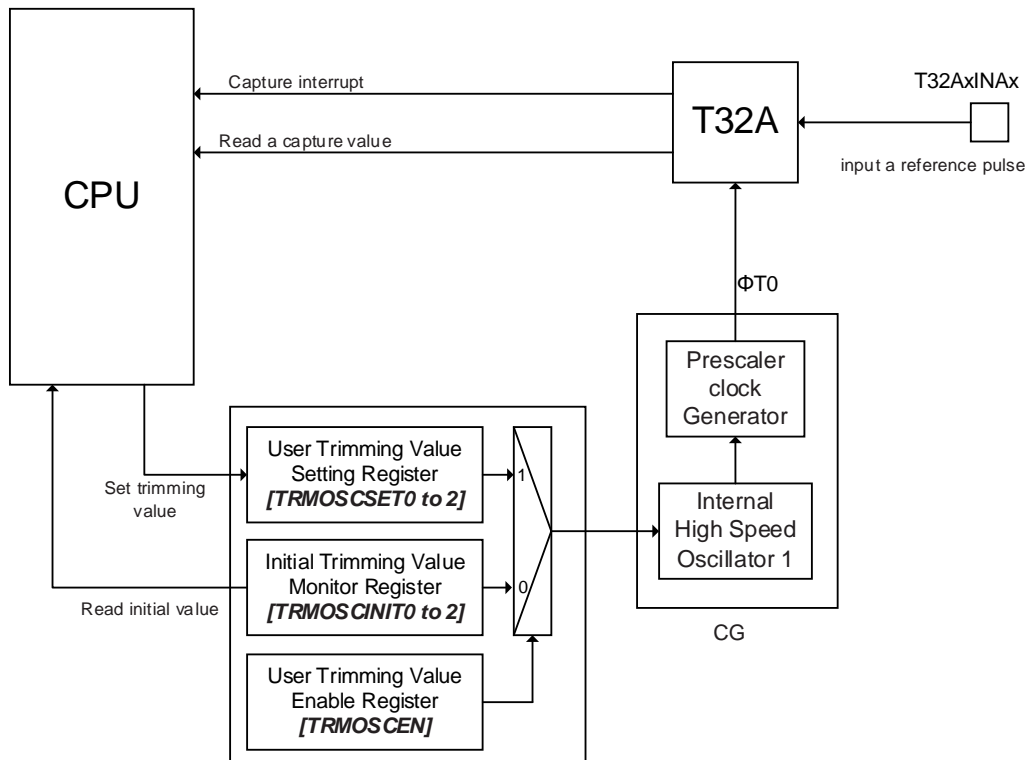 Capture interrupt
T32AxINAx
T32A
Read a capture value
input a reference pulse
CPU
ΦT0
Prescaler
clock
Generator
User Trimming Value
Setting Register
[TRMOSCSET0 to 2]
1
Set trimming
value
Internal
High Speed
Oscillator 1
Initial Trimming Value
Monitor Register
[TRMOSCINIT0 to 2]
0
Read initial value
CG
User Trimming Value
Enable Register
[TRMOSCEN]